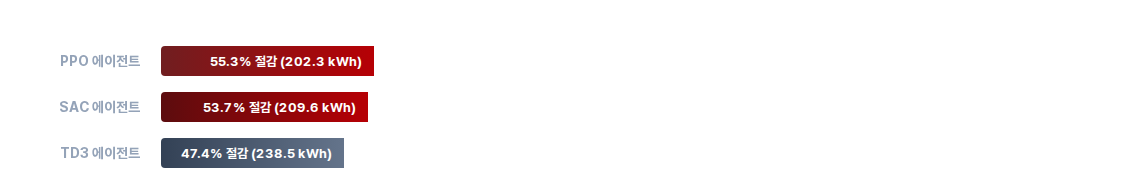 PPO 에이전트 55.3% 절감 (202.3 kWh)
SAC 에이전트 53.7% 절감 (209.6 kWh)
TD3 에이전트 47.4% 절감 (238.5 kWh)